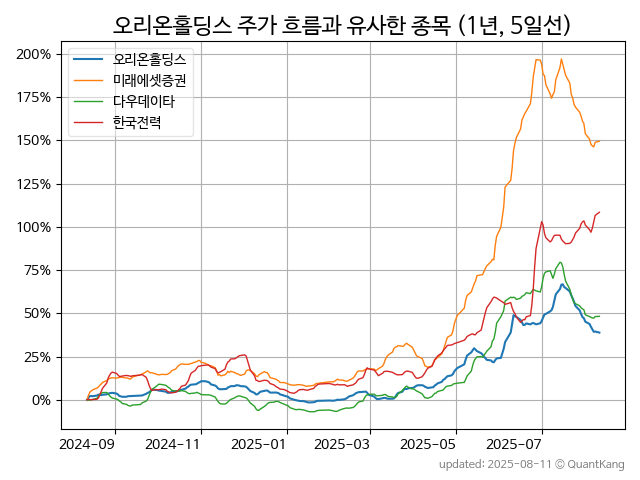 오리온홀딩스 주가 흐름과 유사한 종목 (1년, 5일선)
오리온홀딩스
미래에셋증권
다우데이타
한국전력
200%
175%
150%
125%
100%
75%
50%
25%
0%
2024-09 2024-11 2025-01 2025-03 2025-05 2025-07
updated: 2025-08-11 © QuantKang